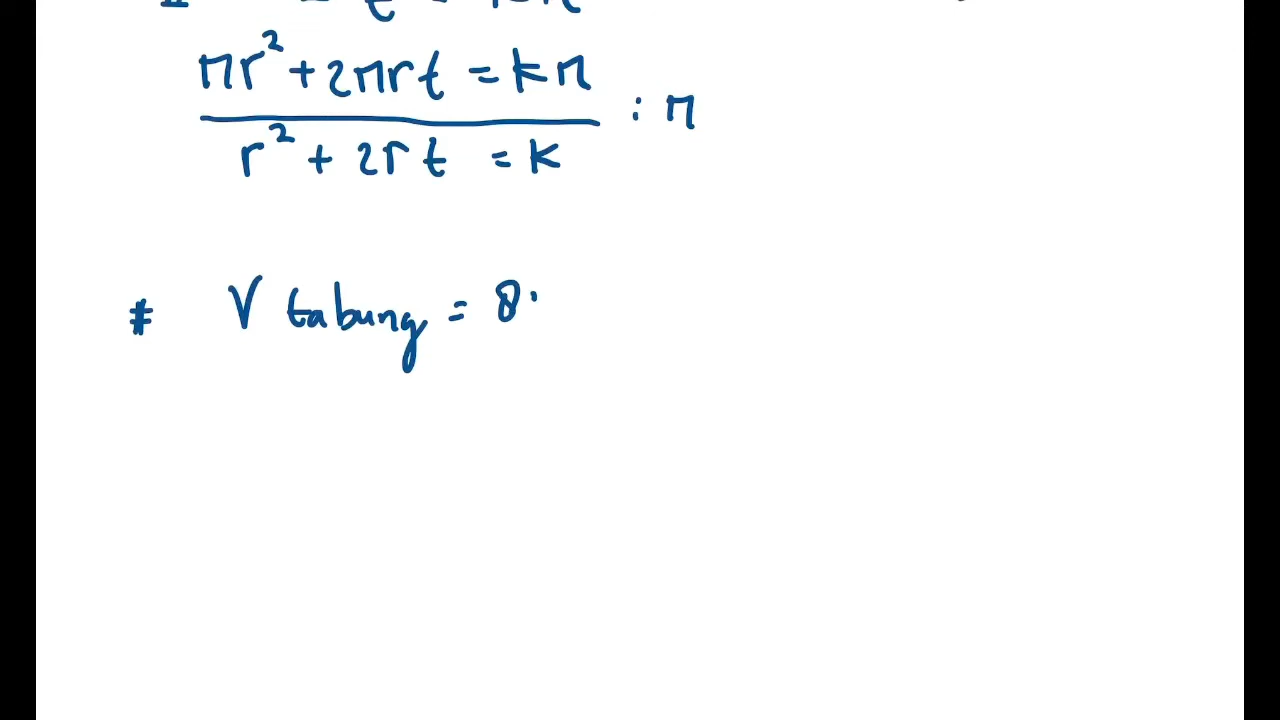 πr² + 2πrt = kπ
: π
r² + 2rt = k
# V tabung = 8